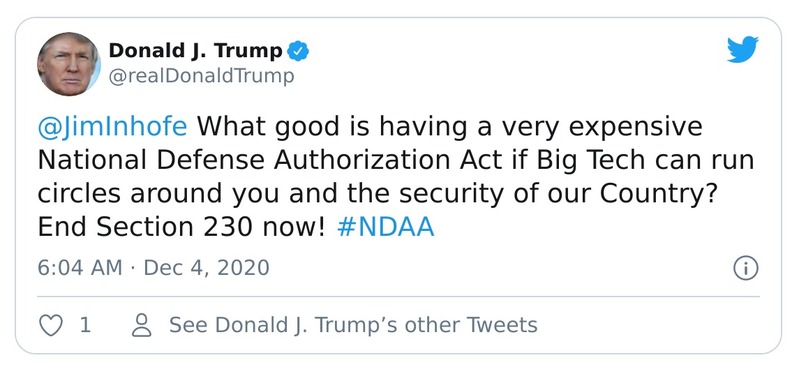 Donald J. Trump
@realDonaldTrump
@JimInhofe What good is having a very expensive
National Defense Authorization Act if Big Tech can run
circles around you and the security of our Country?
End Section 230 now! #NDAA
6:04 AM · Dec 4, 2020
1 See Donald J. Trump’s other Tweets